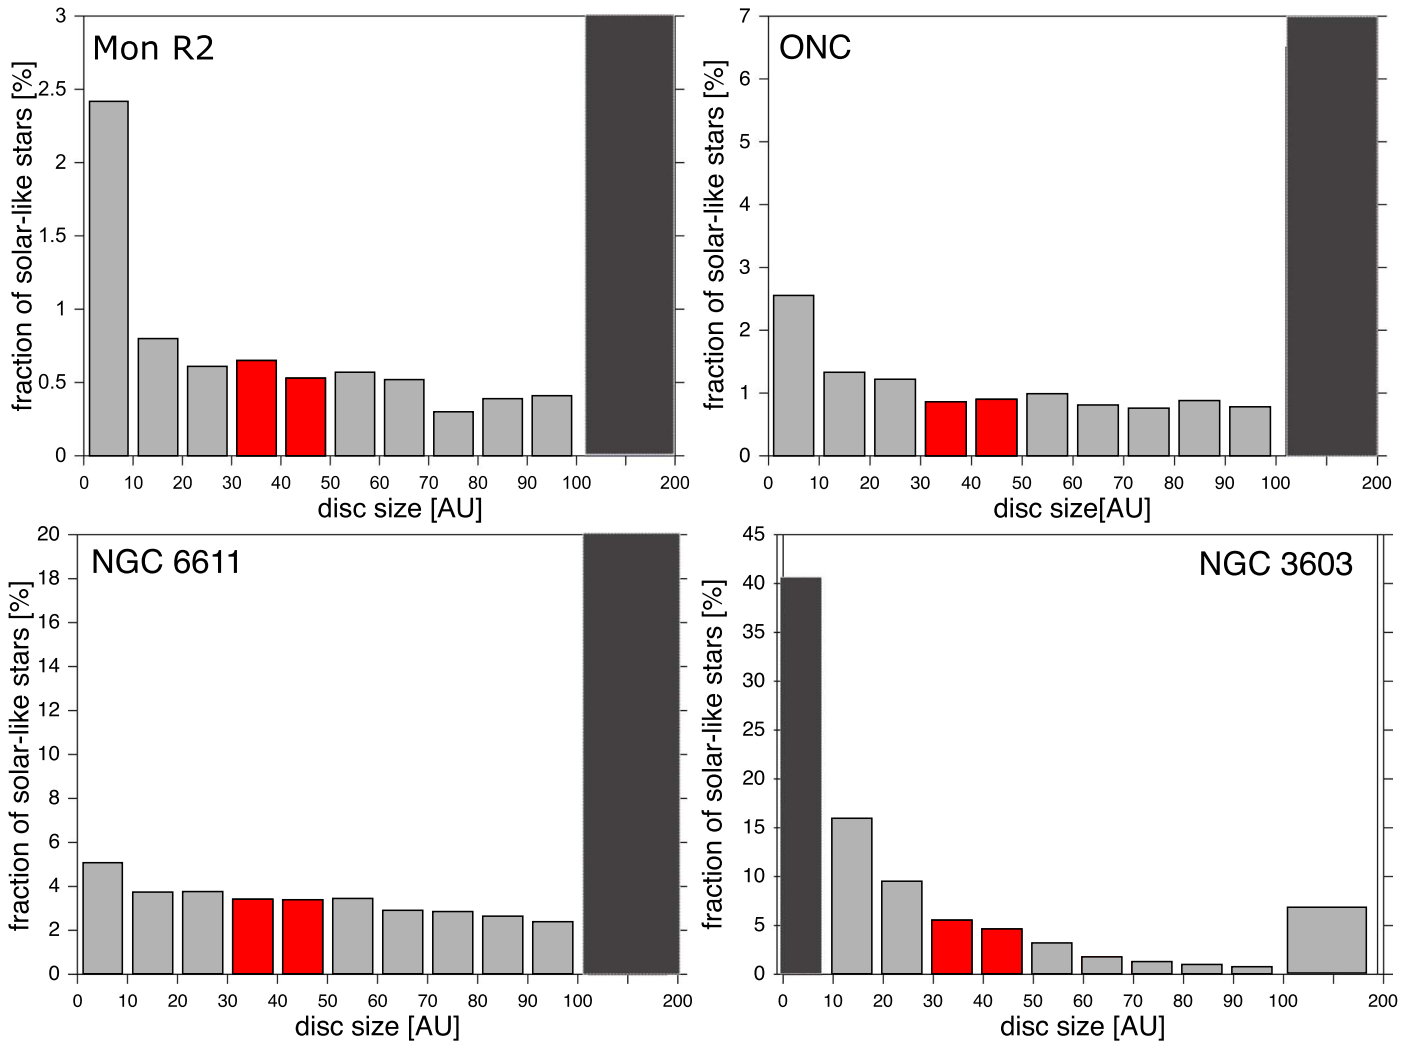 Mon R2
fraction of solar-like stars [%]
3
2.5
2
1.5
1
0.5
0
0 10 20 30 40 50 60 70 80 90 100 200
disc size [AU]
ONC
fraction of solar-like stars [%]
7
6
5
4
3
2
1
0
0 10 20 30 40 50 60 70 80 90 100 200
disc size[AU]
NGC 6611
fraction of solar-like stars [%]
20
18
16
14
12
10
8
6
4
2
0
0 10 20 30 40 50 60 70 80 90 100 200
disc size [AU]
NGC 3603
fraction of solar-like stars [%]
45
40
35
30
25
20
15
10
5
0
0 10 20 30 40 50 60 70 80 90 100 200
disc size [AU]